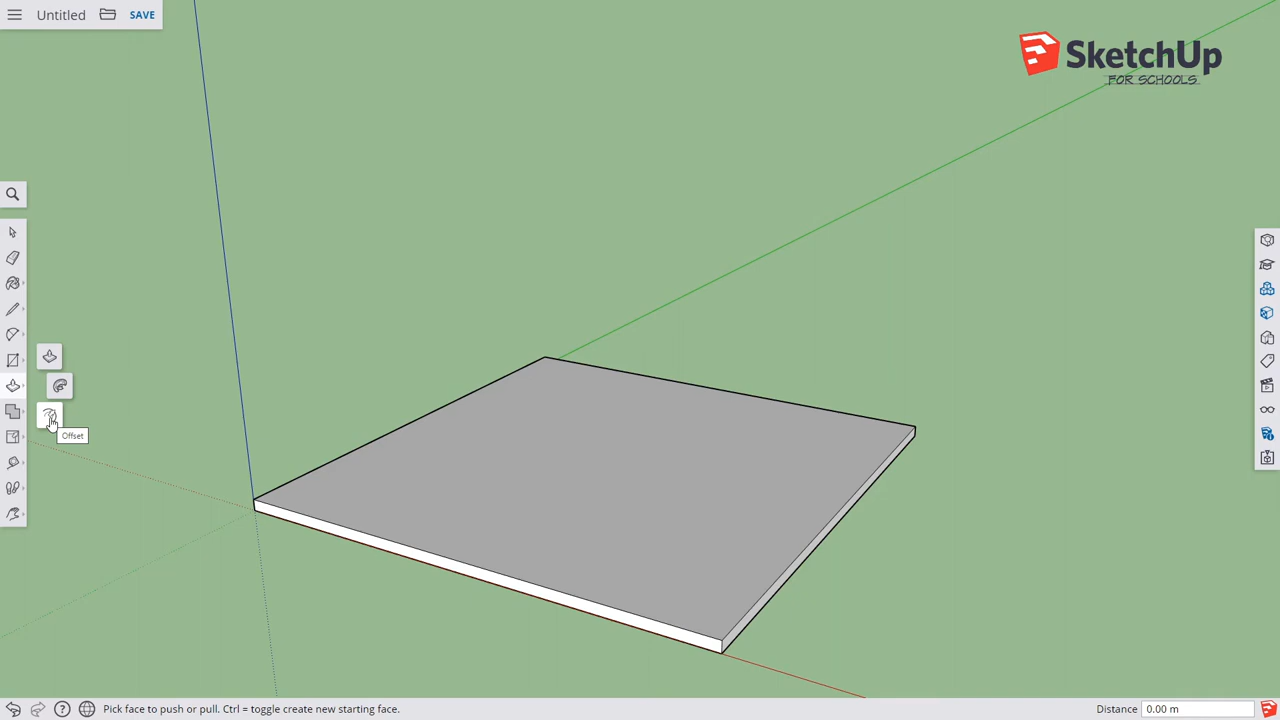 Untitled
SAVE
SketchUp
FOR SCHOOLS
Offset
Pick face to push or pull. Ctrl = toggle create new starting face.
Distance 0.00 m